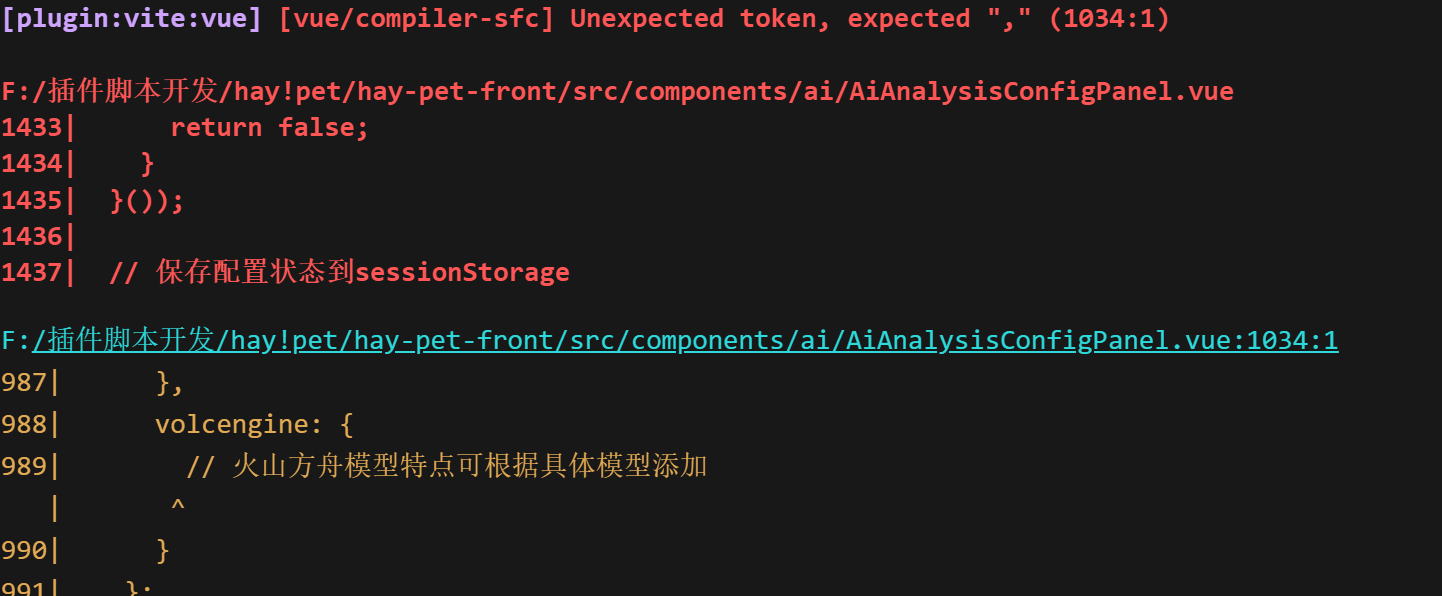 [plugin:vite:vue] [vue/compiler-sfc] Unexpected token, expected "," (1034:1)
F:/插件脚本开发/hay!pet/hay-pet-front/src/components/ai/AiAnalysisConfigPanel.vue
1433|      return false;
1434|    }
1435|  }());
1436|
1437|  // 保存配置状态到sessionStorage
F:/插件脚本开发/hay!pet/hay-pet-front/src/components/ai/AiAnalysisConfigPanel.vue:1034:1
987|      },
988|      volcengine: {
989|        // 火山方舟模型特点可根据具体模型添加
   |       ^
990|      }
991|    };